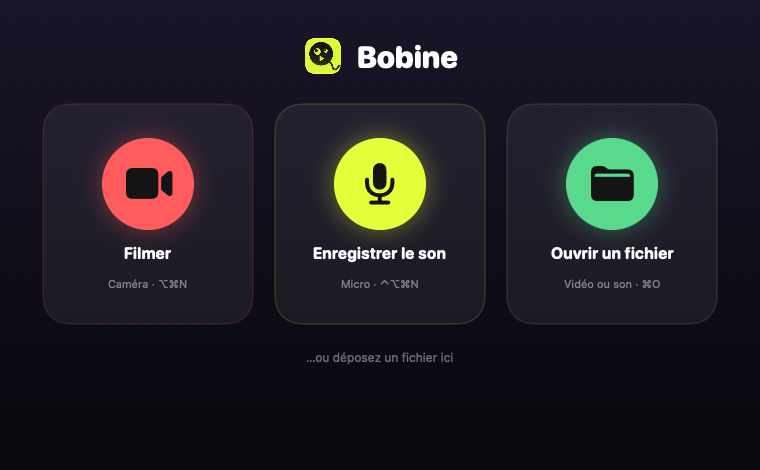 Bobine
Filmer
Caméra · ⌥⌘N
Enregistrer le son
Micro · ^⌥⌘N
Ouvrir un fichier
Vidéo ou son · ⌘O
...ou déposez un fichier ici